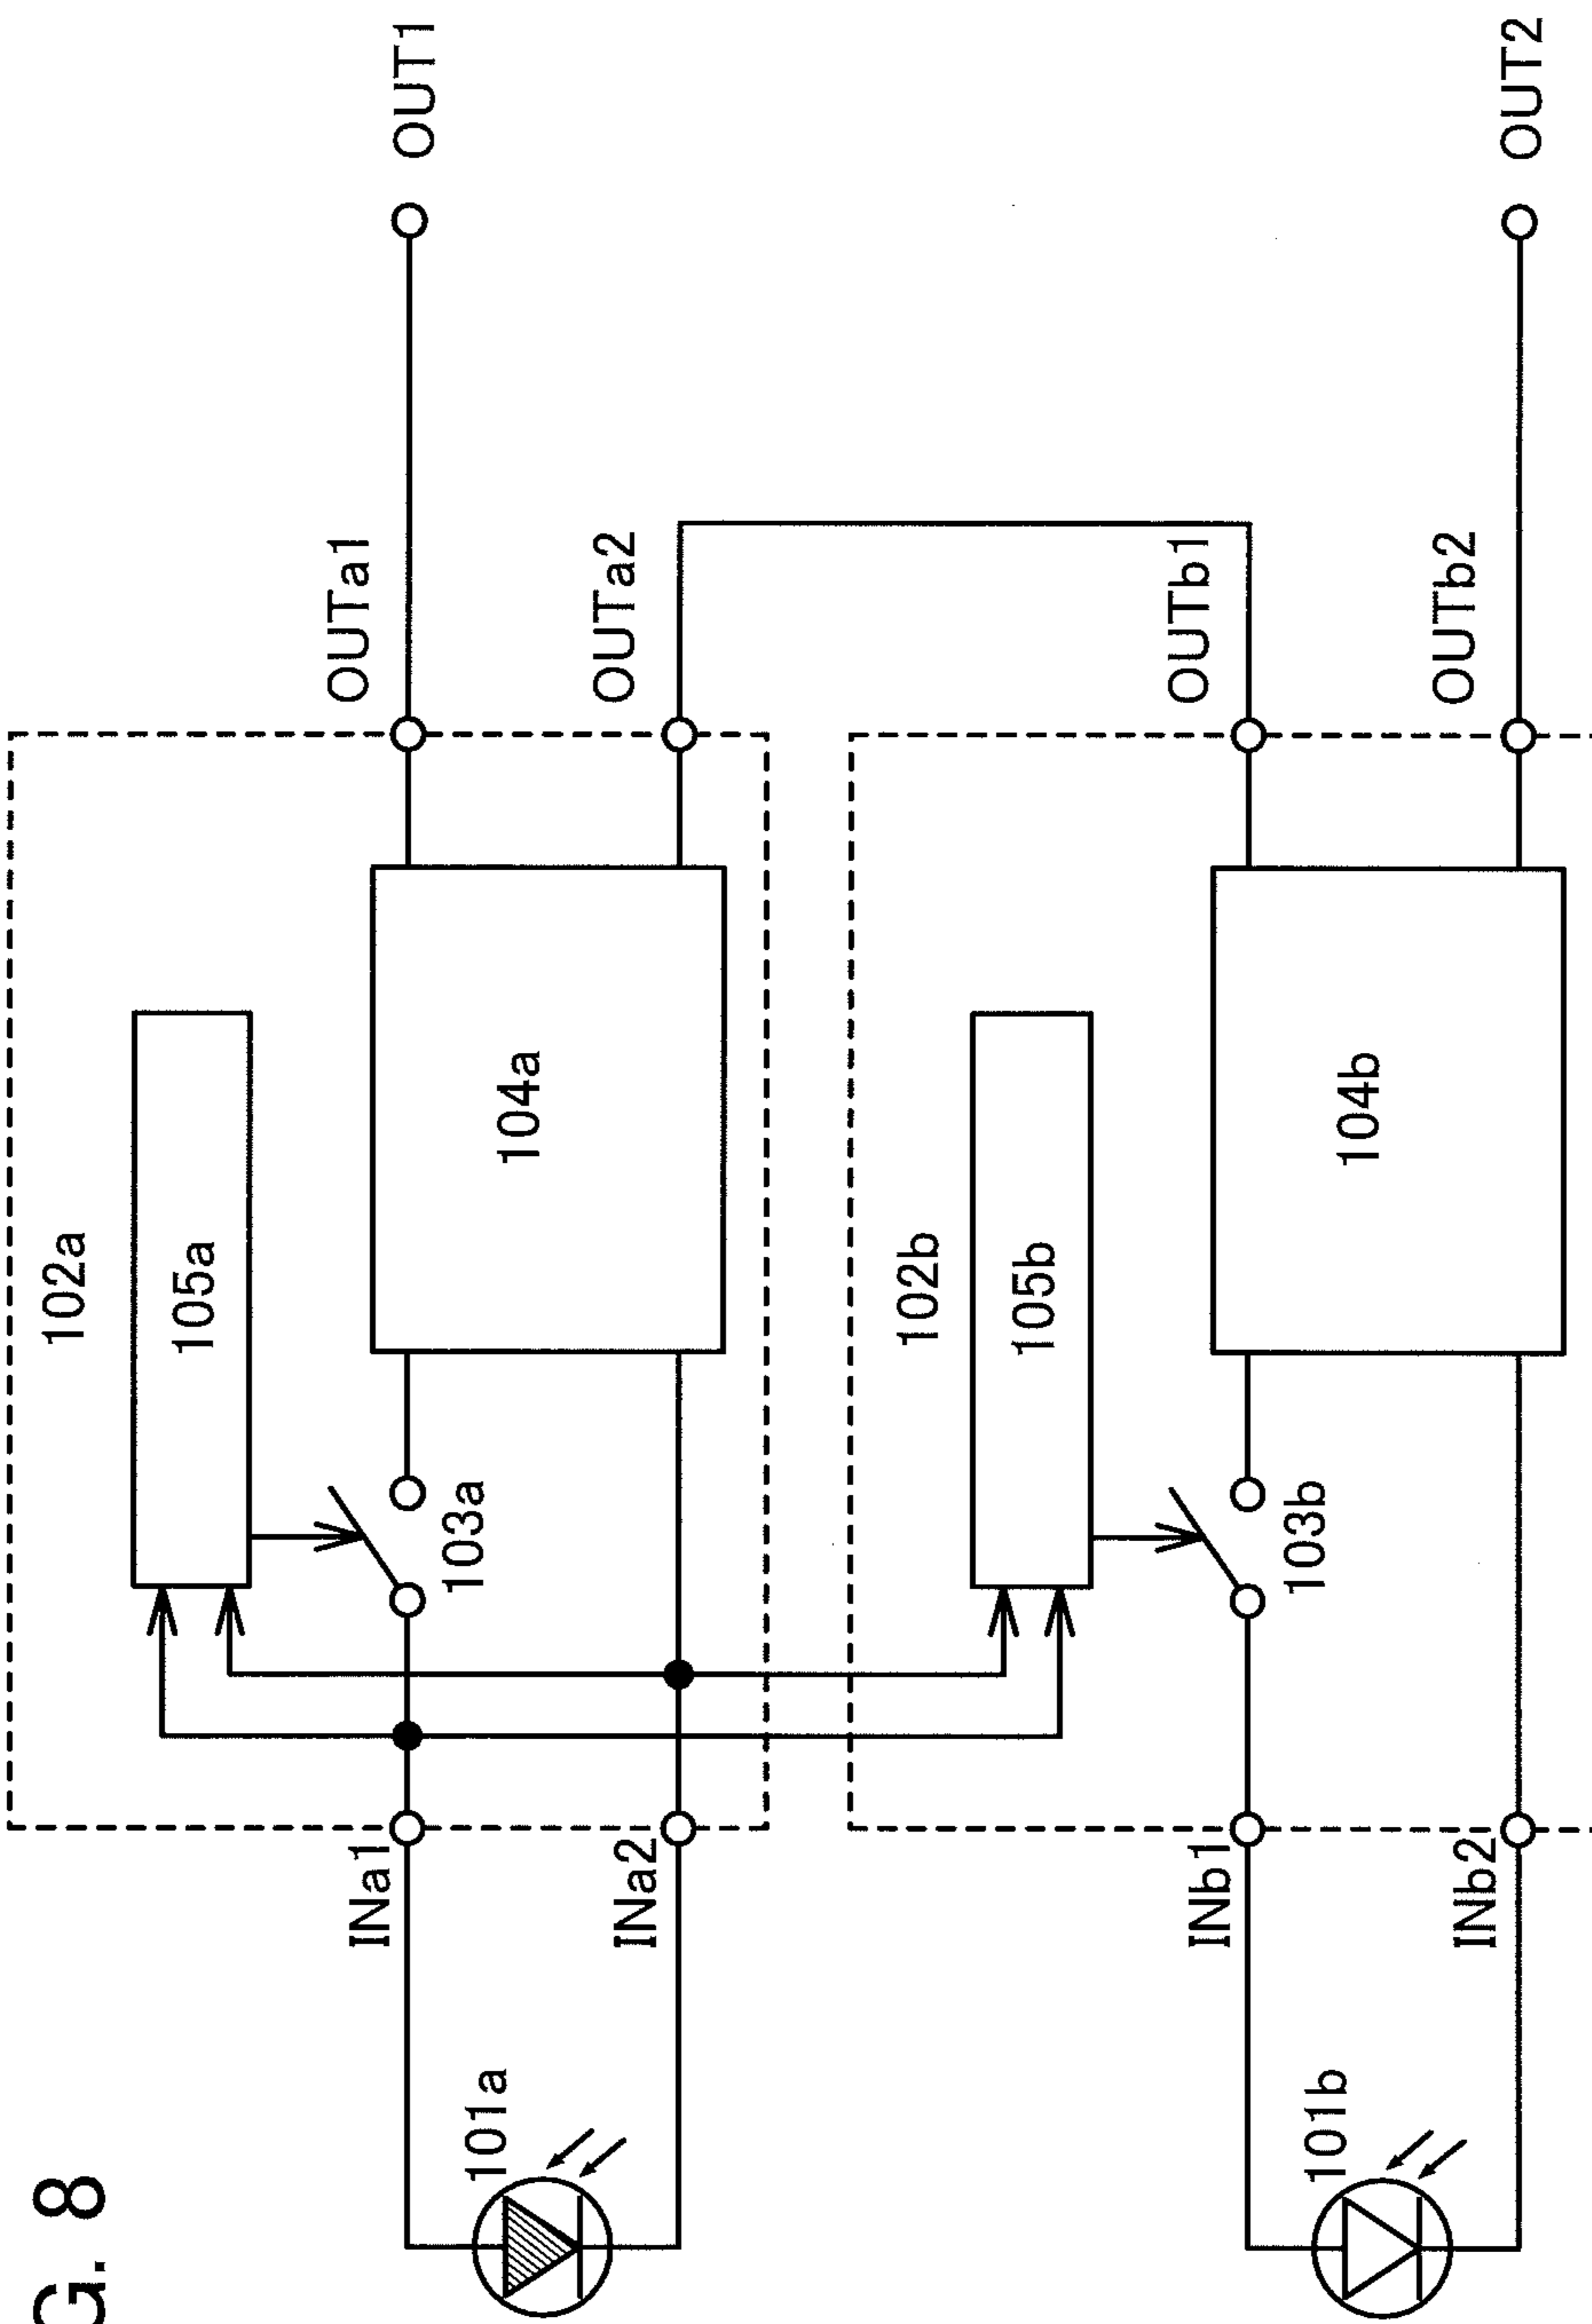 G. 8
102a
105a
OUTa1
OUT1
INa1
103a
104a
101a
INa2
OUTa2
102b
105b
INb1
OUTb1
103b
104b
101b
INb2
OUTb2
OUT2